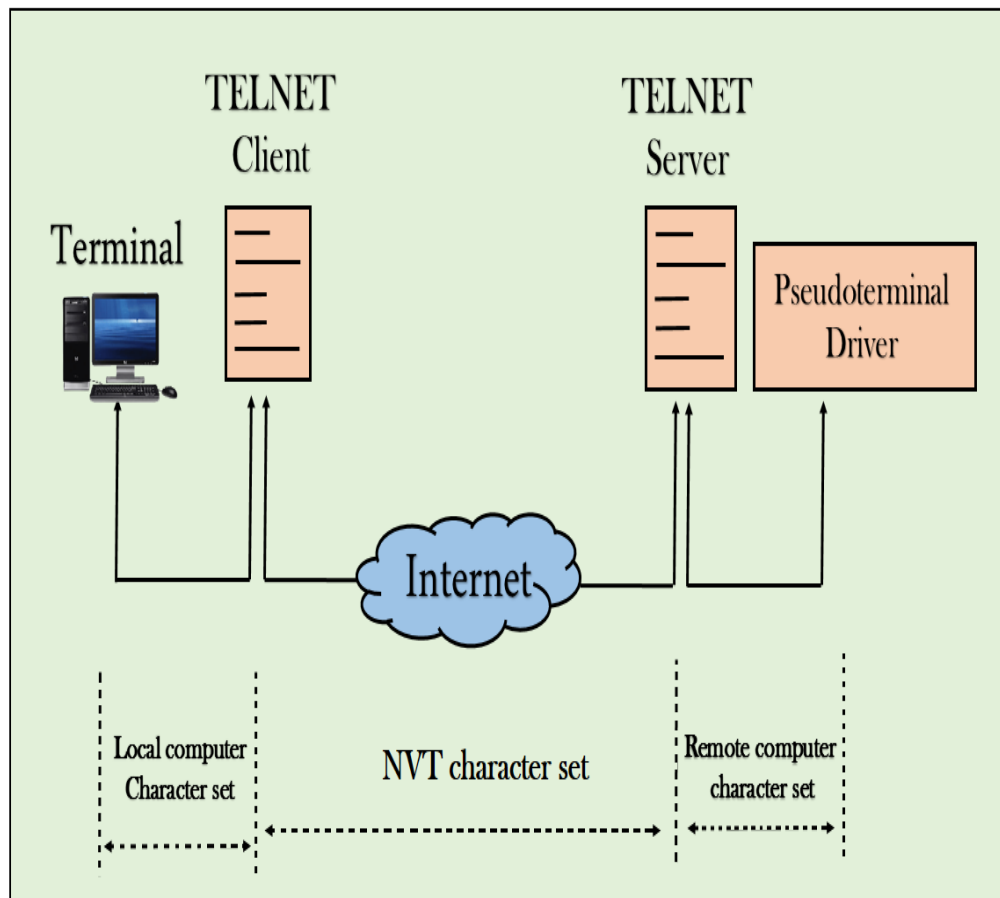 TELNET
Client
TELNET
Server
Terminal
Pseudoterminal
Driver
Internet
Local computer
Character set
NVT character set
Remote computer
character set